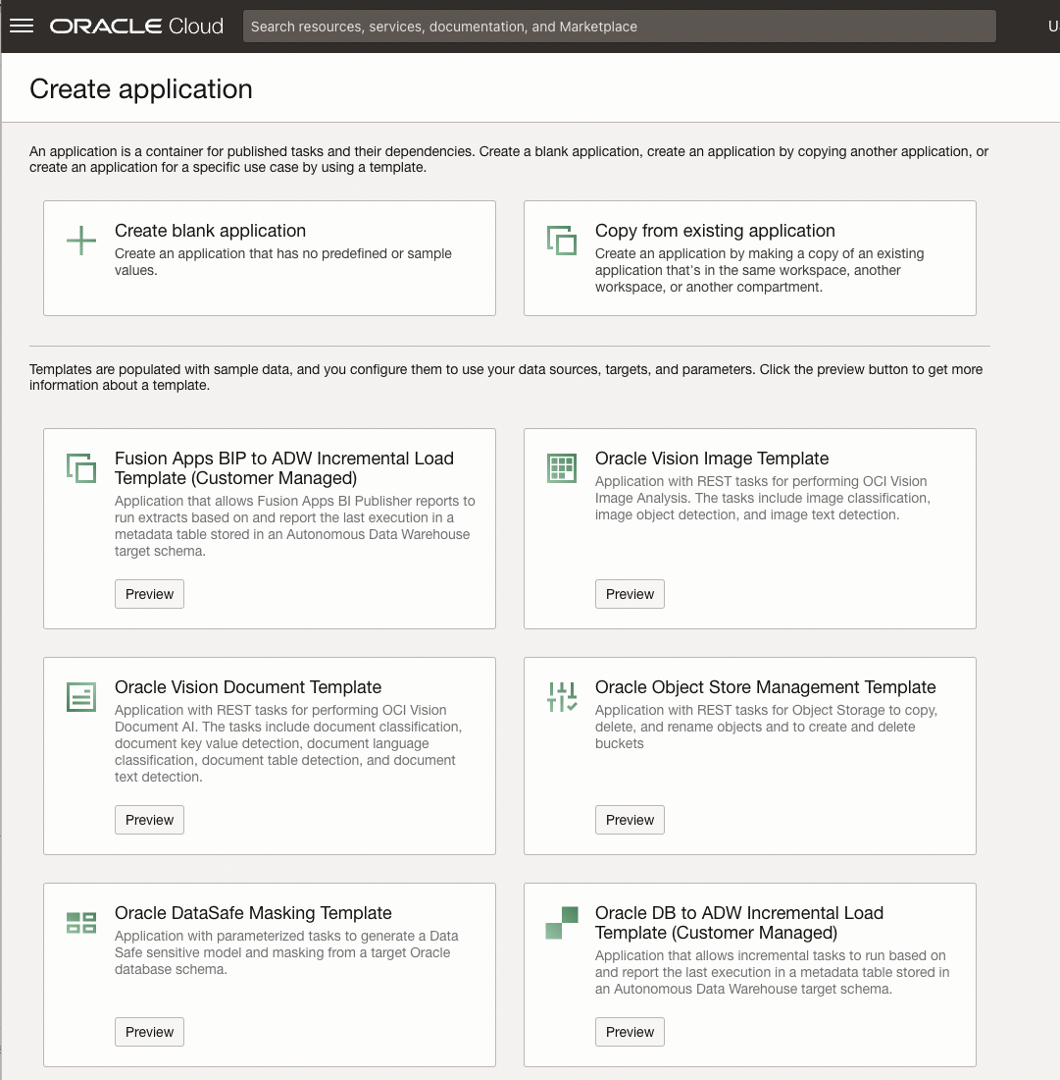 ORACLE Cloud
Search resources, services, documentation, and Marketplace
Create application
An application is a container for published tasks and their dependencies. Create a blank application, create an application by copying another application, or
create an application for a specific use case by using a template.
Create blank application
Create an application that has no predefined or sample
values.
Copy from existing application
Create an application by making a copy of an existing
application that's in the same workspace, another
workspace, or another compartment.
Templates are populated with sample data, and you configure them to use your data sources, targets, and parameters. Click the preview button to get more
information about a template.
Fusion Apps BIP to ADW Incremental Load
Template (Customer Managed)
Application that allows Fusion Apps BI Publisher reports to
run extracts based on and report the last execution in a
metadata table stored in an Autonomous Data Warehouse
target schema.
Preview
Oracle Vision Image Template
Application with REST tasks for performing OCI Vision
Image Analysis. The tasks include image classification,
image object detection, and image text detection.
Preview
Oracle Vision Document Template
Application with REST tasks for performing OCI Vision
Document AI. The tasks include document classification,
document key value detection, document language
classification, document table detection, and document
text detection.
Preview
Oracle Object Store Management Template
Application with REST tasks for Object Storage to copy,
delete, and rename objects and to create and delete
buckets
Preview
Oracle DataSafe Masking Template
Application with parameterized tasks to generate a Data
Safe sensitive model and masking from a target Oracle
database schema.
Preview
Oracle DB to ADW Incremental Load
Template (Customer Managed)
Application that allows incremental tasks to run based on
and report the last execution in a metadata table stored in
an Autonomous Data Warehouse target schema.
Preview